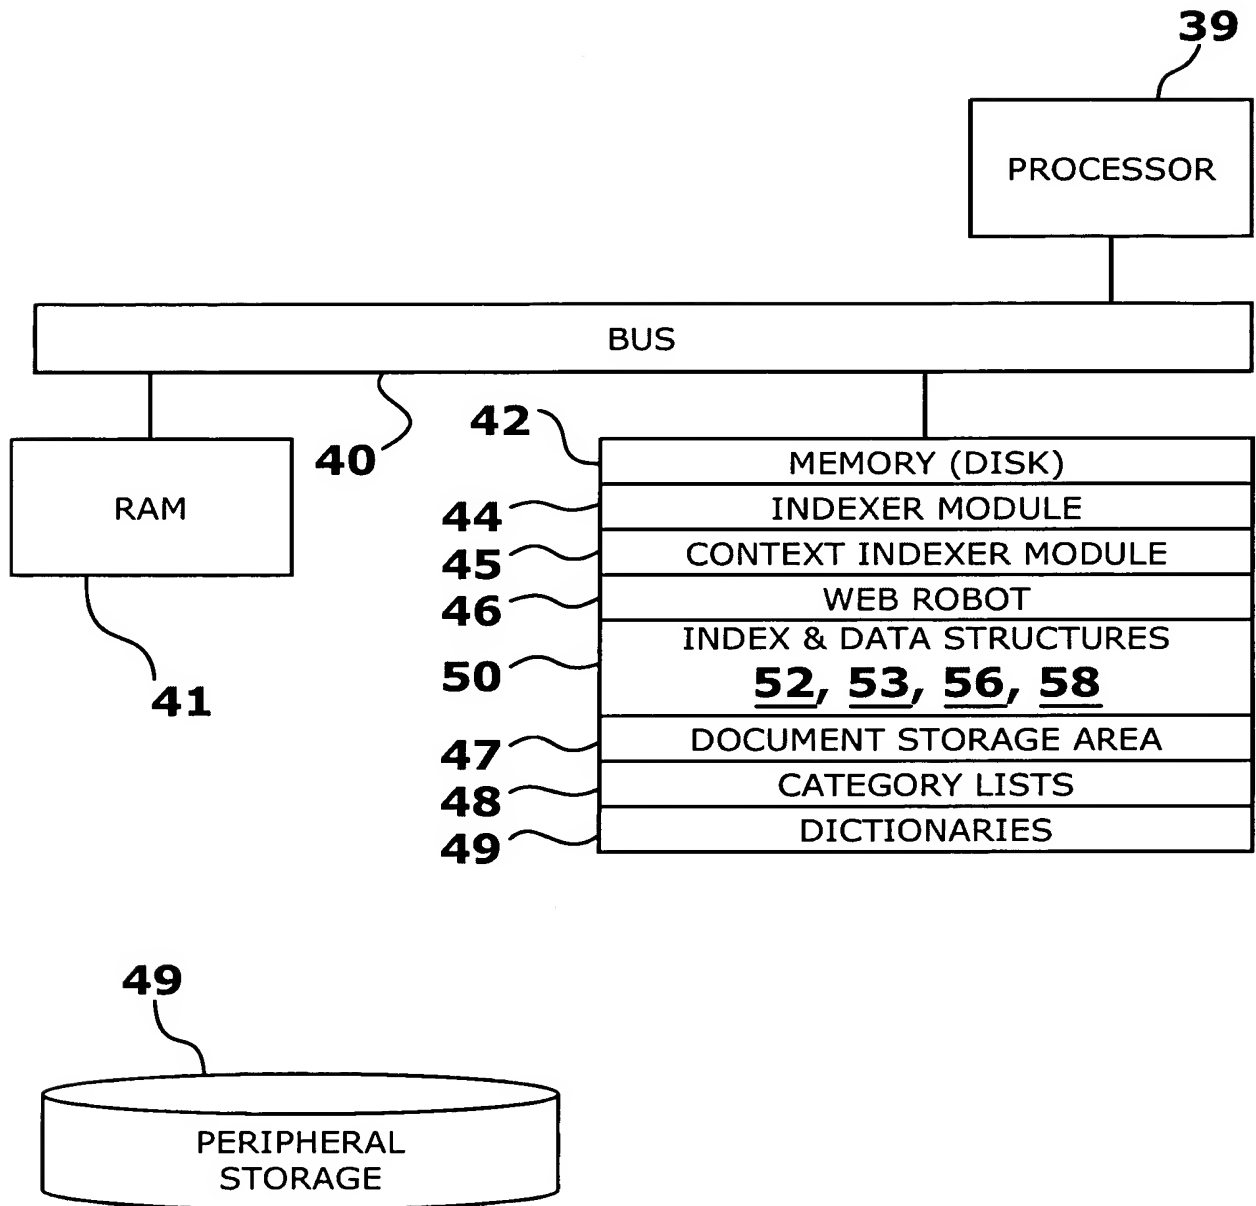 39
PROCESSOR
BUS
40
RAM
41
42
MEMORY (DISK)
44
INDEXER MODULE
45
CONTEXT INDEXER MODULE
46
WEB ROBOT
50
INDEX & DATA STRUCTURES
52, 53, 56, 58
47
DOCUMENT STORAGE AREA
48
CATEGORY LISTS
49
DICTIONARIES
49
PERIPHERAL
STORAGE